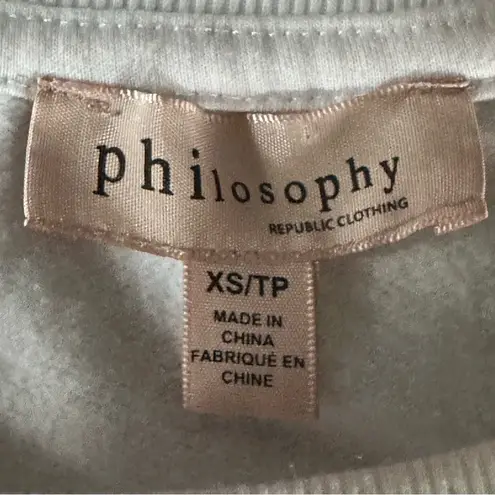 philosophy
REPUBLIC CLOTHING
XS/TP
MADE IN
CHINA
FABRIQUÉ EN
CHINE